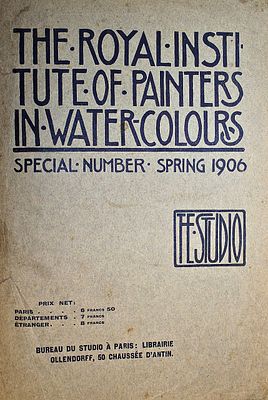 THE·ROYAL·INSTI·
TUTE·OF·PAINTERS
IN·WATER·COLOURS
SPECIAL·NUMBER·SPRING 1906
THE STUDIO
PRIX NET:
PARIS . . . . 6 FRANCS 50
DÉPARTEMENTS . 7 FRANCS
ÉTRANGER. . . 8 FRANCS
BUREAU DU STUDIO À PARIS: LIBRAIRIE
OLLENDORFF, 50 CHAUSSÉE D'ANTIN.